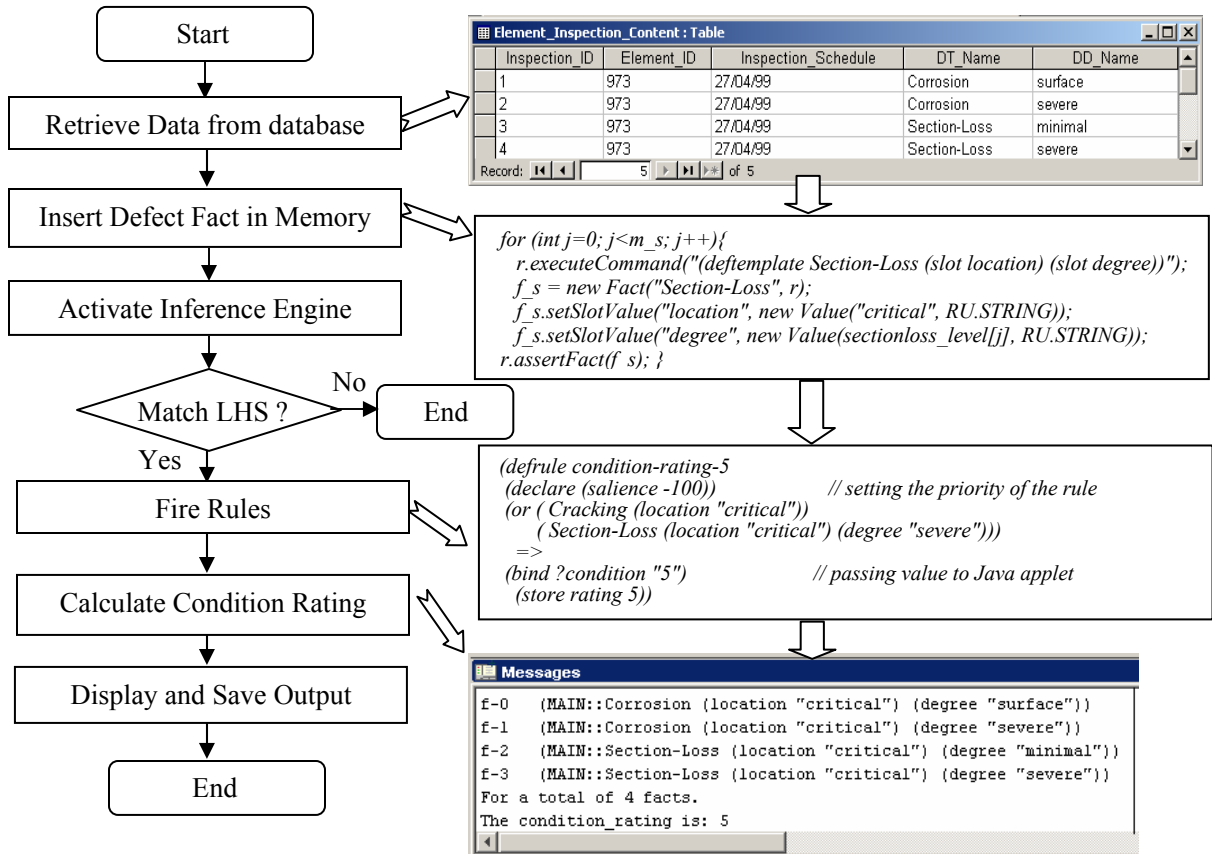 Start
Retrieve Data from database
Insert Defect Fact in Memory
Activate Inference Engine
Match LHS ?
No
End
Yes
Fire Rules
Calculate Condition Rating
Display and Save Output
End
Element_Inspection_Content : Table
Inspection_ID Element_ID Inspection_Schedule DT_Name DD_Name
1 973 27/04/99 Corrosion surface
2 973 27/04/99 Corrosion severe
3 973 27/04/99 Section-Loss minimal
4 973 27/04/99 Section-Loss severe
Record: 5 of 5
for (int j=0; j<m_s; j++){
r.executeCommand("(deftemplate Section-Loss (slot location) (slot degree))");
f_s = new Fact("Section-Loss", r);
f_s.setSlotValue("location", new Value("critical", RU.STRING));
f_s.setSlotValue("degree", new Value(sectionloss_level[j], RU.STRING));
r.assertFact(f_s); }
(defrule condition-rating-5
(declare (salience -100)) // setting the priority of the rule
(or ( Cracking (location "critical"))
( Section-Loss (location "critical") (degree "severe")))
=>
(bind ?condition "5") // passing value to Java applet
(store rating 5))
Messages
f-0 (MAIN::Corrosion (location "critical") (degree "surface"))
f-1 (MAIN::Corrosion (location "critical") (degree "severe"))
f-2 (MAIN::Section-Loss (location "critical") (degree "minimal"))
f-3 (MAIN::Section-Loss (location "critical") (degree "severe"))
For a total of 4 facts.
The condition_rating is: 5